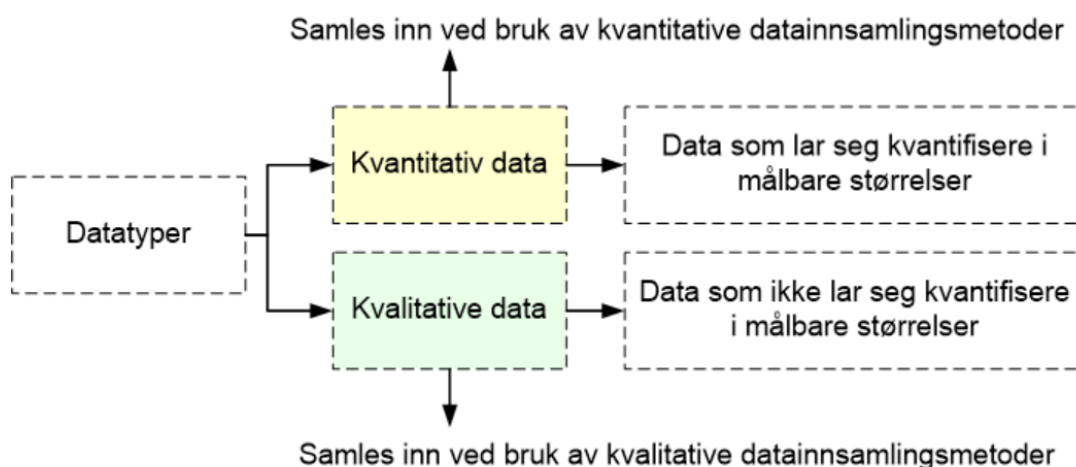 Samles inn ved bruk av kvantitative datainnsamlingsmetoder
Kvantitativ data
Data som lar seg kvantifisere i
målbare størrelser
Datatyper
Kvalitative data
Data som ikke lar seg kvantifisere
i målbare størrelser
Samles inn ved bruk av kvalitative datainnsamlingsmetoder